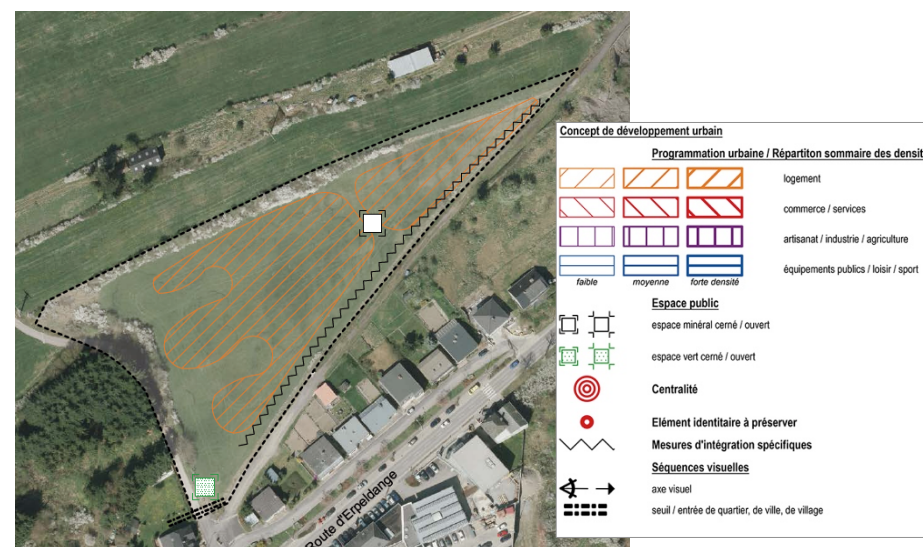 Route d'Erpeldange
Concept de développement urbain
Programmation urbaine / Répartiton sommaire des densit
logement
commerce / services
artisanat / industrie / agriculture
équipements publics / loisir / sport
faible moyenne forte densité
Espace public
espace minéral cerné / ouvert
espace vert cerné / ouvert
Centralité
Elément identitaire à préserver
Mesures d'intégration spécifiques
Séquences visuelles
axe visuel
seuil / entrée de quartier, de ville, de village